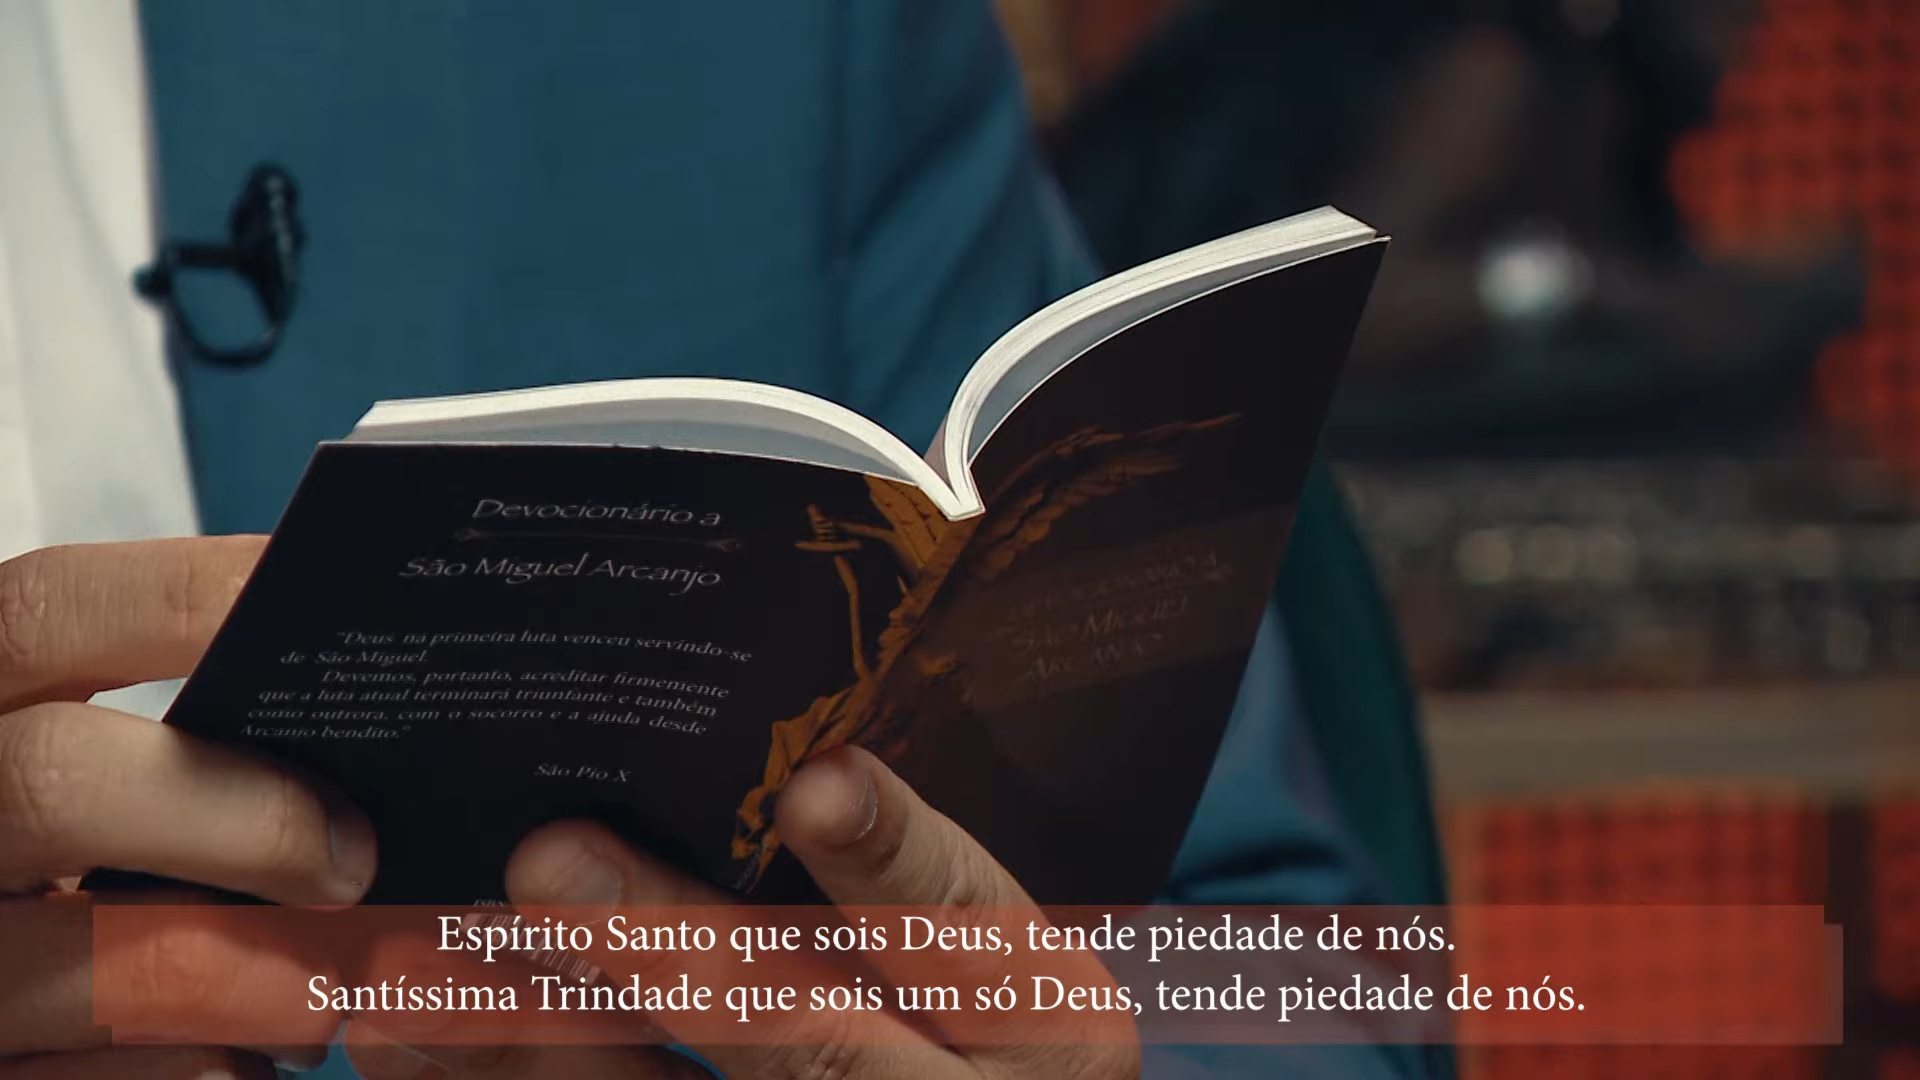 Devocionário a
São Miguel Arcanjo
"Deus na primeira luta venceu servindo-se
de São Miguel.
Devemos, portanto, acreditar firmemente
que a luta atual terminará triunfante e também
como outrora, com o socorro e a ajuda desde
Arcanjo bendito."
São Pio X
São Miguel
ISBN
Espírito Santo que sois Deus, tende piedade de nós.
Santíssima Trindade que sois um só Deus, tende piedade de nós.